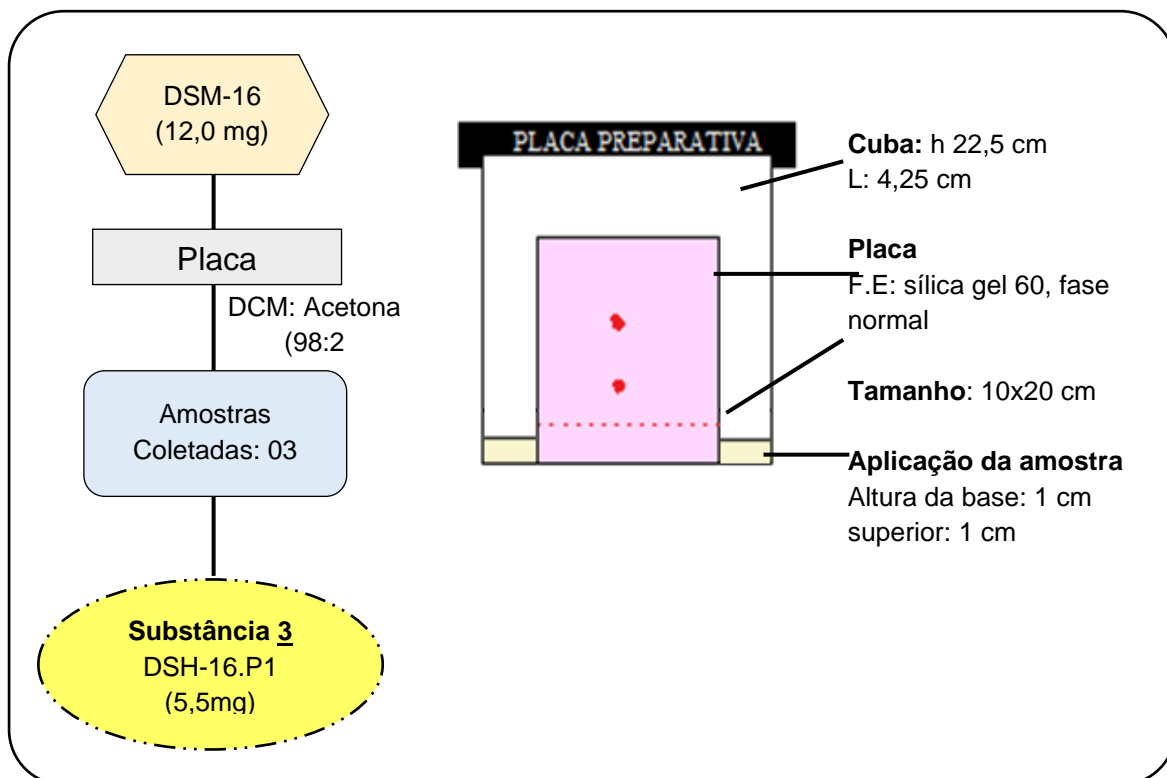 DSM-16
(12,0 mg)
Placa
DCM: Acetona
(98:2
Amostras
Coletadas: 03
Substância 3
DSH-16.P1
(5,5mg)
PLACA PREPARATIVA
Cuba: h 22,5 cm
L: 4,25 cm
Placa
F.E: sílica gel 60, fase
normal
Tamanho: 10x20 cm
Aplicação da amostra
Altura da base: 1 cm
superior: 1 cm